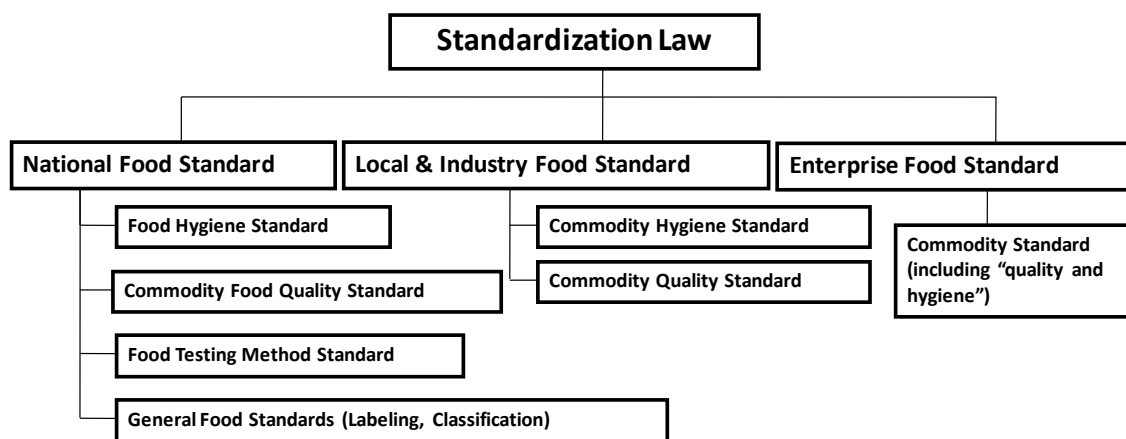 Standardization Law
National Food Standard
Local & Industry Food Standard
Enterprise Food Standard
Food Hygiene Standard
Commodity Food Quality Standard
Food Testing Method Standard
General Food Standards (Labeling, Classification)
Commodity Hygiene Standard
Commodity Quality Standard
Commodity Standard
(including “quality and
hygiene”)